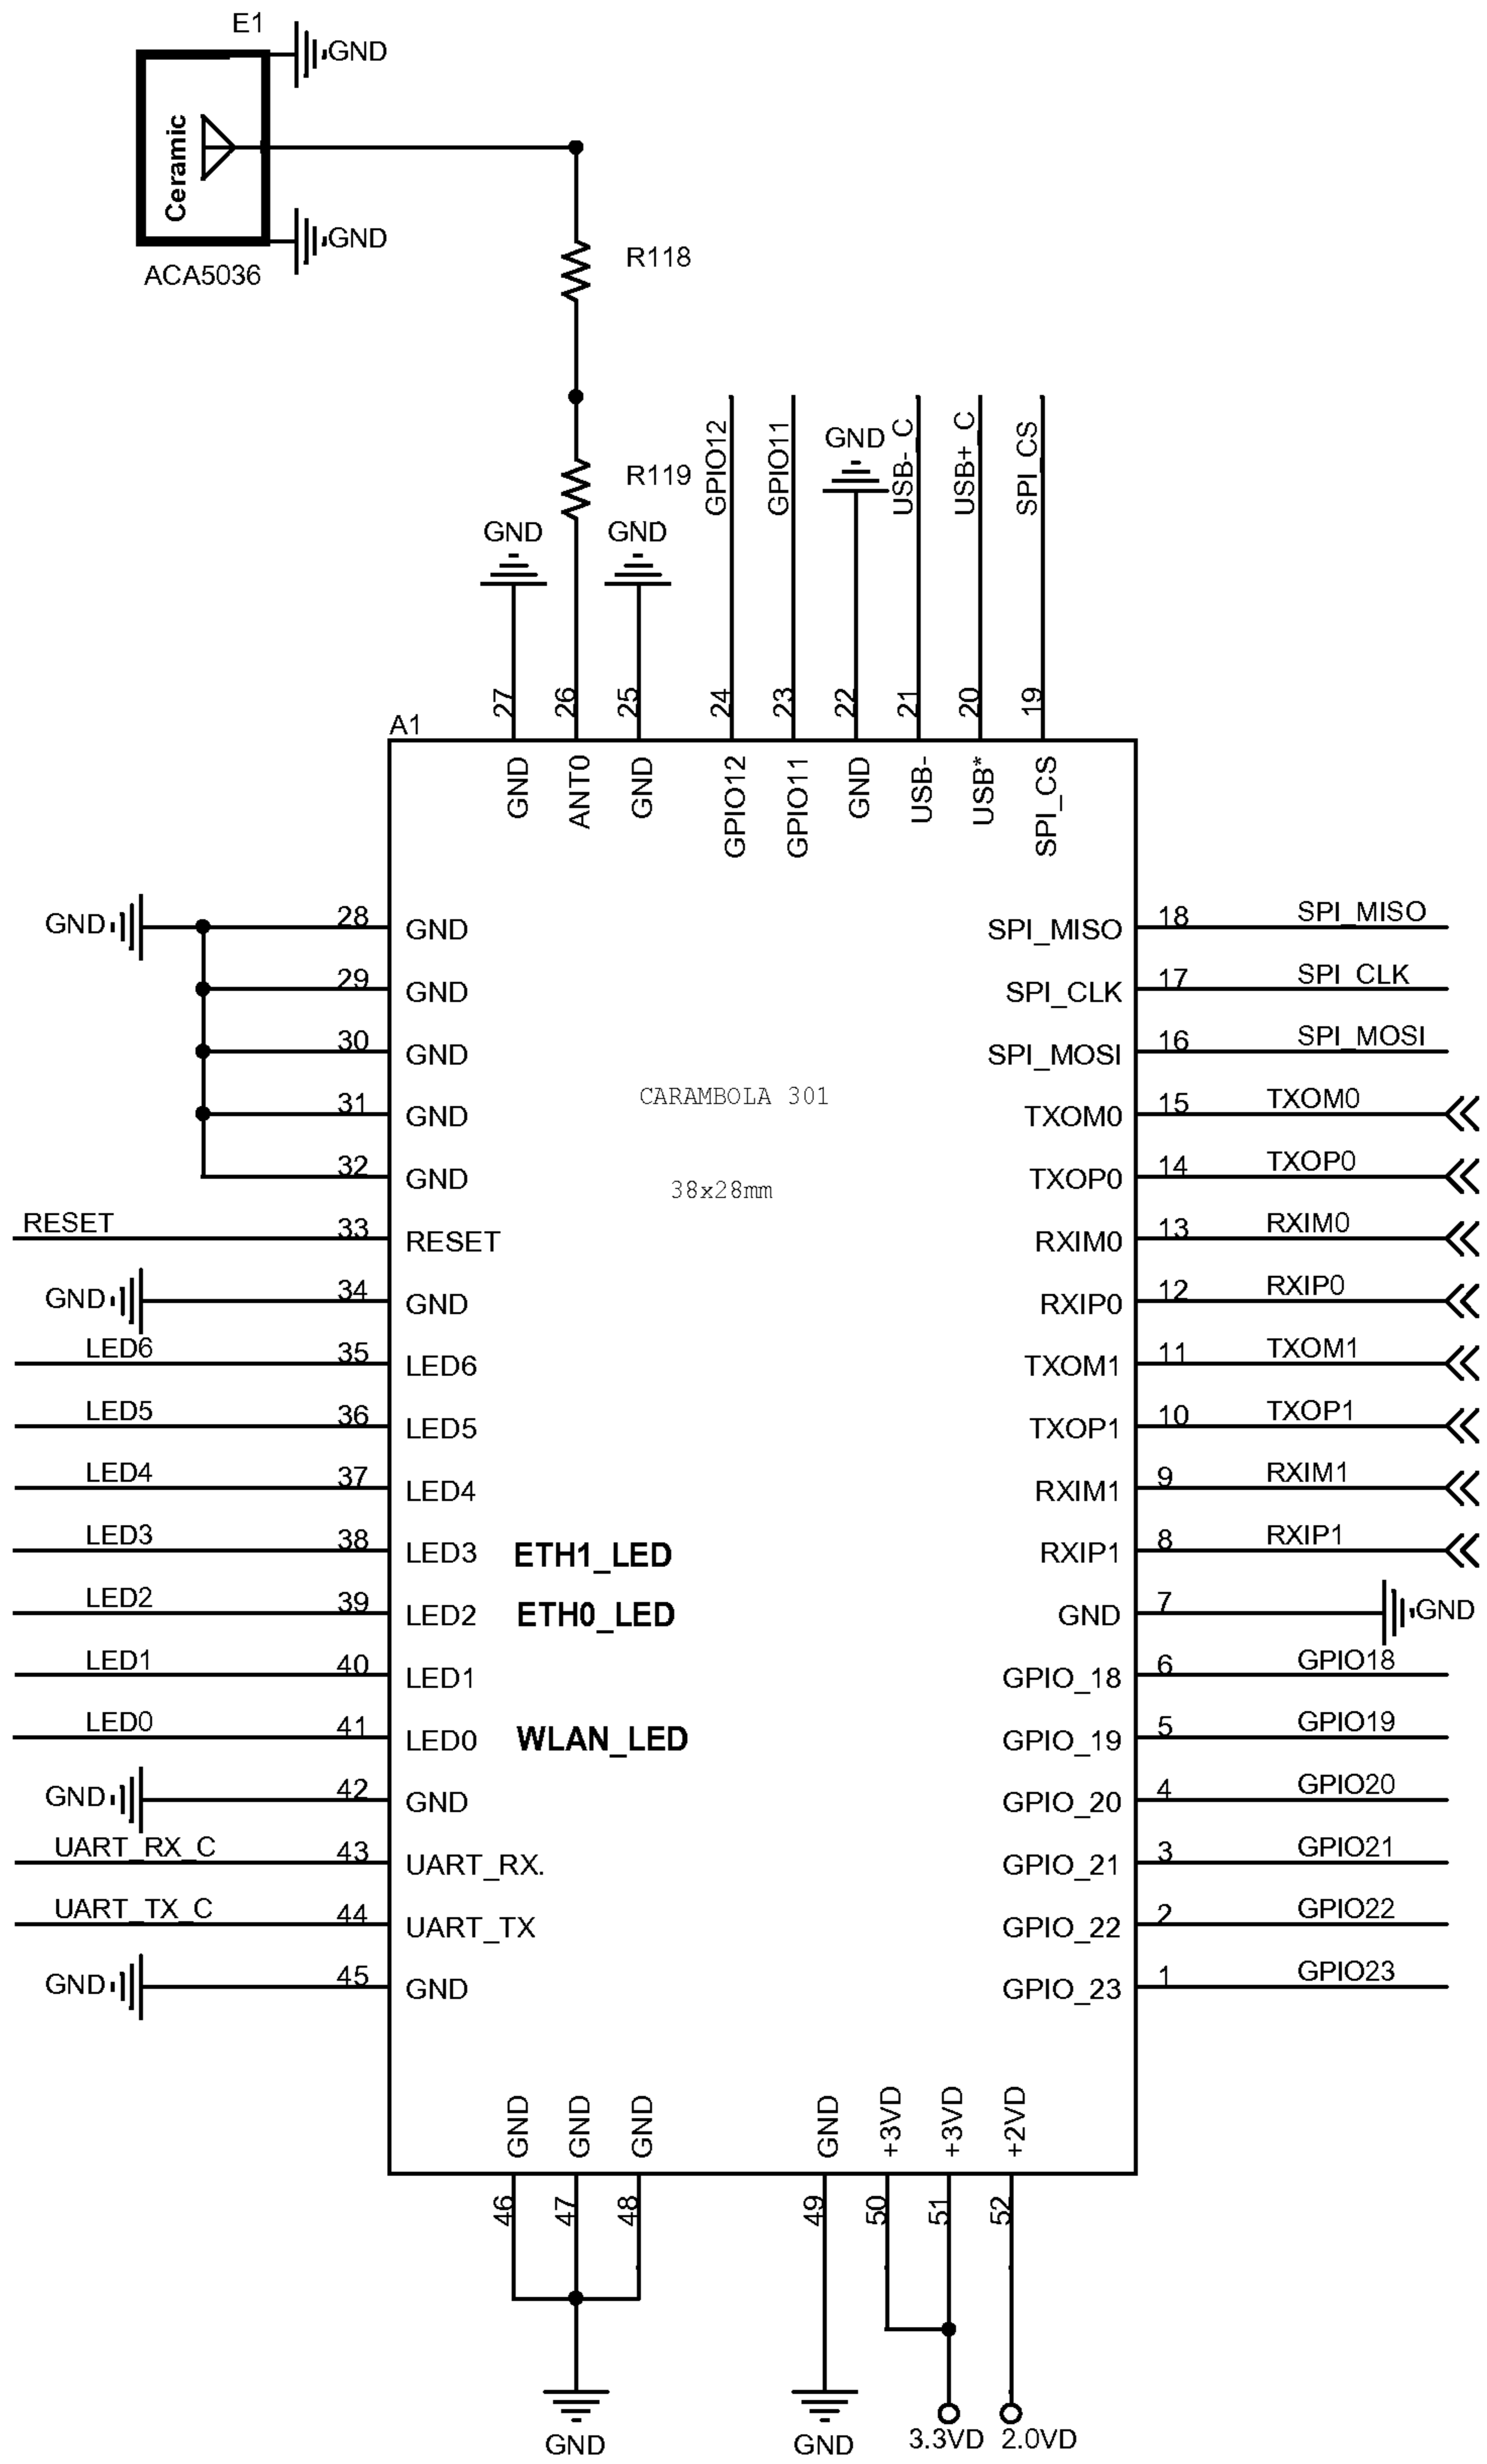 E1
GND
Ceramic
GND
ACA5036
R118
R119
GND
GND
GPIO12
GPIO11
GND
USB-_C
USB+_C
SPI_CS
27
26
25
24
23
22
21
20
19
A1
GND
ANT0
GND
GPIO12
GPIO11
GND
USB-
USB*
SPI_CS
GND 28 GND SPI_MISO 18 SPI_MISO
29 GND SPI_CLK 17 SPI_CLK
30 GND SPI_MOSI 16 SPI_MOSI
CARAMBOLA 301
31 GND TXOM0 15 TXOM0
32 GND TXOP0 14 TXOP0
38x28mm
RESET 33 RESET RXIM0 13 RXIM0
GND 34 GND RXIP0 12 RXIP0
LED6 35 LED6 TXOM1 11 TXOM1
LED5 36 LED5 TXOP1 10 TXOP1
LED4 37 LED4 RXIM1 9 RXIM1
LED3 38 LED3 ETH1_LED RXIP1 8 RXIP1
LED2 39 LED2 ETH0_LED GND 7 GND
LED1 40 LED1 GPIO_18 6 GPIO18
LED0 41 LED0 WLAN_LED GPIO_19 5 GPIO19
GND 42 GND GPIO_20 4 GPIO20
UART_RX_C 43 UART_RX. GPIO_21 3 GPIO21
UART_TX_C 44 UART_TX GPIO_22 2 GPIO22
GND 45 GND GPIO_23 1 GPIO23
GND
GND
GND
GND
+3VD
+3VD
+2VD
46
47
48
49
50
51
52
GND
GND
3.3VD
2.0VD